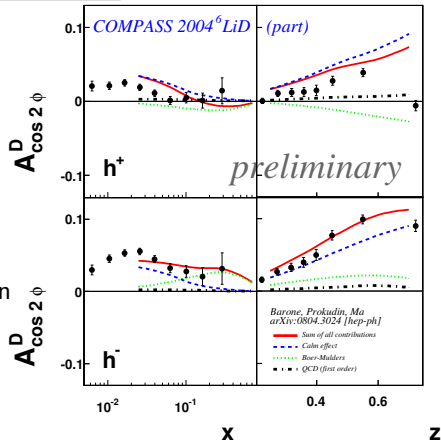 COMPASS 2004 ⁶LiD (part)
0.1
0
-0.1
A^D_cos 2 ϕ
h⁺
preliminary
0.1
0
-0.1
A^D_cos 2 ϕ
n
h⁻
Barone, Prokudin, Ma
arXiv:0804.3024 [hep-ph]
Sum of all contributions
Cahn effect
Boer-Mulders
QCD (first order)
10⁻² 10⁻¹ 0.4 0.6
x z